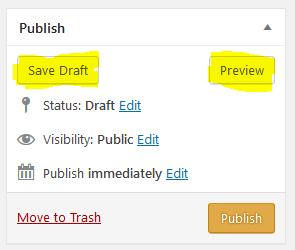 Publish
Save Draft Preview
Status: Draft Edit
Visibility: Public Edit
Publish immediately Edit
Move to Trash Publish